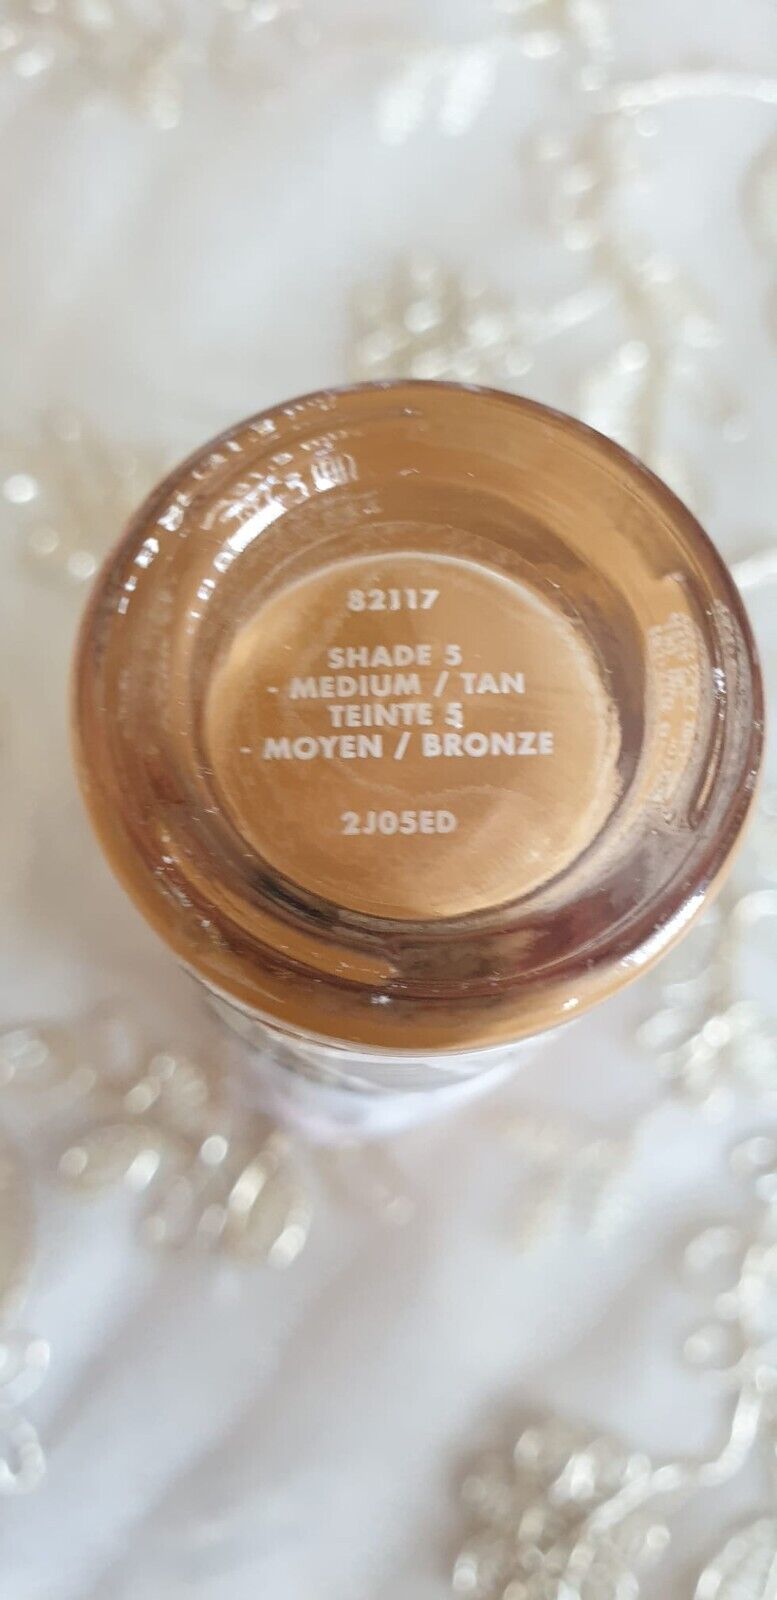 82117
SHADE 5
- MEDIUM / TAN
TEINTE 5
- MOYEN / BRONZE
2J05ED